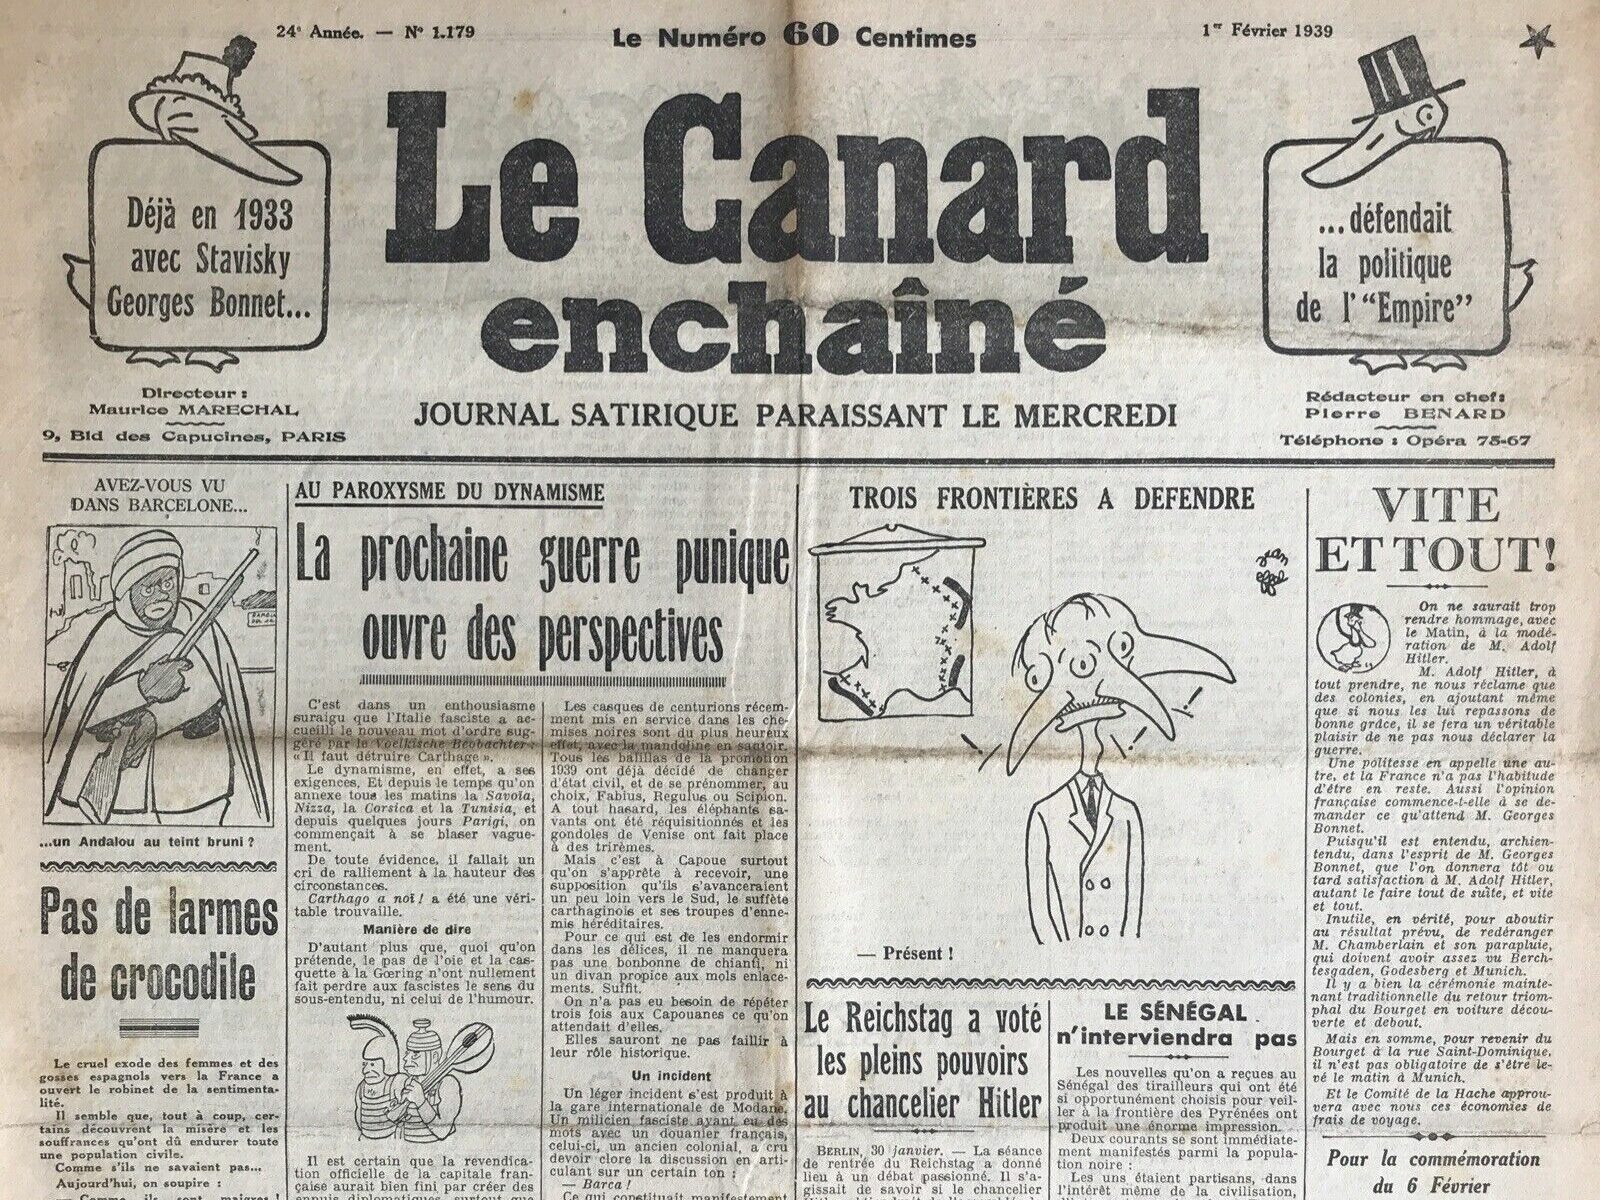 24e Année. — N° 1.179
Le Numéro 60 Centimes
1er Février 1939
Déjà en 1933
avec Stavisky
Georges Bonnet...
Le Canard
enchaîné
...défendait
la politique
de l'"Empire"
Directeur :
Maurice MARECHAL
9, Bld des Capucines, PARIS
JOURNAL SATIRIQUE PARAISSANT LE MERCREDI
Rédacteur en chef:
Pierre BENARD
Téléphone : Opéra 75-67
AVEZ-VOUS VU
DANS BARCELONE...
...un Andalou au teint bruni ?
Pas de larmes
de crocodile
Le cruel exode des femmes et des
gosses espagnols vers la France a
ouvert le robinet de la sentimenta-
lité.
Il semble que, tout à coup, cer-
tains découvrent la misère et les
souffrances qu'ont dû endurer toute
une population civile.
Comme s'ils ne savaient pas...
Aujourd'hui, on soupire :
— Comme ils sont maigres !
AU PAROXYSME DU DYNAMISME
La prochaine guerre punique
ouvre des perspectives
C'est dans un enthousiasme
suraigu que l'Italie fasciste a ac-
cueilli le nouveau mot d'ordre sug-
géré par le Voelkische Beobachter :
« Il faut détruire Carthage ».
Le dynamisme, en effet, a ses
exigences. Et depuis le temps qu'on
annexe tous les matins la Savoia,
Nizza, la Corsica et la Tunisia, et
depuis quelques jours Parigi, on
commençait à se blaser vague-
ment.
De toute évidence, il fallait un
cri de ralliement à la hauteur des
circonstances.
Carthago a noi ! a été une véri-
table trouvaille.
Manière de dire
D'autant plus que, quoi qu'on
prétende, le pas de l'oie et la cas-
quette à la Gœring n'ont nullement
fait perdre aux fascistes le sens du
sous-entendu, ni celui de l'humour.
Il est certain que la revendica-
tion officielle de la capitale fran-
çaise aurait bien fini par créer des
ennuis diplomatiques, surtout que
Les casques de centurions récem-
ment mis en service dans les che-
mises noires sont du plus heureux
effet, avec la mandoline en sautoir.
Tous les balillas de la promotion
1939 ont déjà décidé de changer
d'état civil, et de se prénommer, au
choix, Fabius, Regulus ou Scipion.
A tout hasard, les éléphants sa-
vants ont été réquisitionnés et les
gondoles de Venise ont fait place
à des trirèmes.
Mais c'est à Capoue surtout
qu'on s'apprête à recevoir, une
supposition qu'ils s'avanceraient
un peu loin vers le Sud, le suffète
carthaginois et ses troupes d'enne-
mis héréditaires.
Pour ce qui est de les endormir
dans les délices, il ne manquera
pas une bonbonne de chianti, ni
un divan propice aux mols enlace-
ments. Suffit.
On n'a pas eu besoin de répéter
trois fois aux Capouanes ce qu'on
attendait d'elles.
Elles sauront ne pas faillir à
leur rôle historique.
Un incident
Un léger incident s'est produit à
la gare internationale de Modane.
Un milicien fasciste ayant eu des
mots avec un douanier français,
celui-ci, un ancien colonial, a cru
devoir clore la discussion en arti-
culant sur un certain ton :
— Barca !
Ce qui constituait manifestement
TROIS FRONTIÈRES A DEFENDRE
Jean
Effel
— Présent !
Le Reichstag a voté
les pleins pouvoirs
au chancelier Hitler
BERLIN, 30 janvier. — La séance
de rentrée du Reichstag a donné
lieu à un débat passionné. Il s'a-
gissait de savoir si le chancelier
LE SÉNÉGAL
n'interviendra pas
Les nouvelles qu'on a reçues au
Sénégal des tirailleurs qui ont été
si opportunément choisis pour veil-
ler à la frontière des Pyrénées ont
produit une énorme impression.
Deux courants se sont immédiate-
ment manifestés parmi la popula-
tion noire :
Les uns étaient partisans, dans
l'intérêt même de la civilisation,
VITE
ET TOUT!
On ne saurait trop
rendre hommage, avec
le Matin, à la modé-
ration de M. Adolf
Hitler.
M. Adolf Hitler, à
tout prendre, ne nous réclame que
des colonies, en ajoutant même
que si nous les lui repassons de
bonne grâce, il se fera un véritable
plaisir de ne pas nous déclarer la
guerre.
Une politesse en appelle une au-
tre, et la France n'a pas l'habitude
d'être en reste. Aussi l'opinion
française commence-t-elle à se de-
mander ce qu'attend M. Georges
Bonnet.
Puisqu'il est entendu, archien-
tendu, dans l'esprit de M. Georges
Bonnet, que l'on donnera tôt ou
tard satisfaction à M. Adolf Hitler,
autant le faire tout de suite, et vite
et tout.
Inutile, en vérité, pour aboutir
au résultat prévu, de redéranger
M. Chamberlain et son parapluie,
qui doivent avoir assez vu Berch-
tesgaden, Godesberg et Munich.
Il y a bien la cérémonie mainte-
nant traditionnelle du retour triom-
phal du Bourget en voiture décou-
verte et debout.
Mais en somme, pour revenir du
Bourget à la rue Saint-Dominique,
il n'est pas obligatoire de s'être le-
vé le matin à Munich.
Et le Comité de la Hache approu-
vera avec nous ces économies de
frais de voyage.
Pour la commémoration
du 6 Février